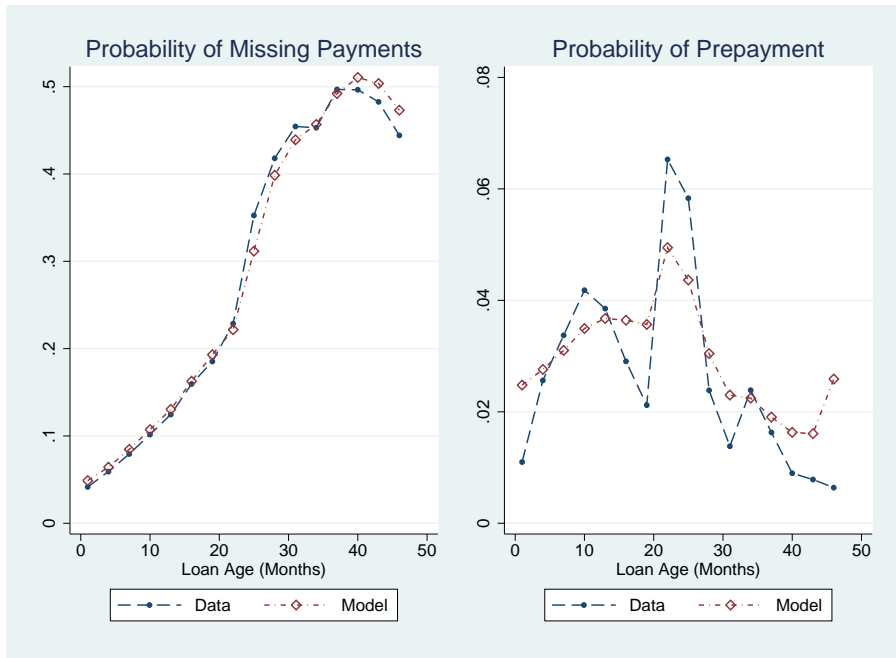 Probability of Missing Payments
.5
.4
.3
.2
.1
0
0 10 20 30 40 50
Loan Age (Months)
Data Model
Probability of Prepayment
.08
.06
.04
.02
0
0 10 20 30 40 50
Loan Age (Months)
Data Model